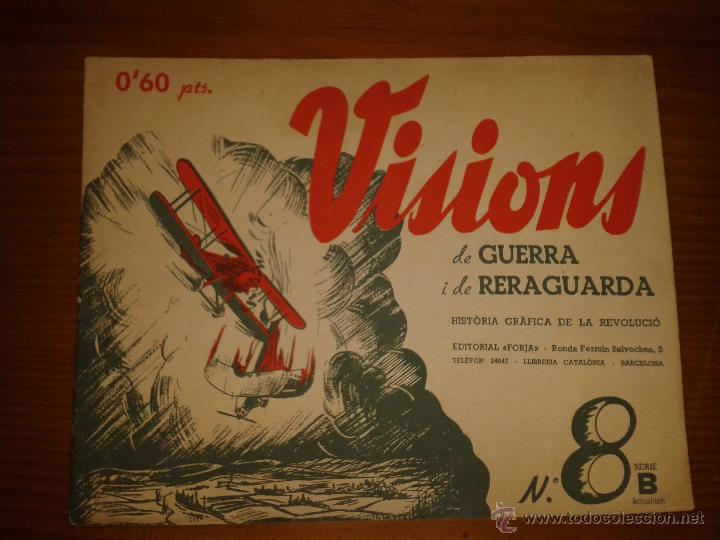 0'60 pts.
Visions
de GUERRA
i de RERAGUARDA
HISTÒRIA GRÀFICA DE LA REVOLUCIÓ
EDITORIAL «FORJA» - Ronda Fermín Salvochea, 3
TELÈFON 24647 - LLIBRERIA CATALÒNIA - BARCELONA
N.º 8 SÈRIE
B
Actualitats
© www.todocoleccion.net